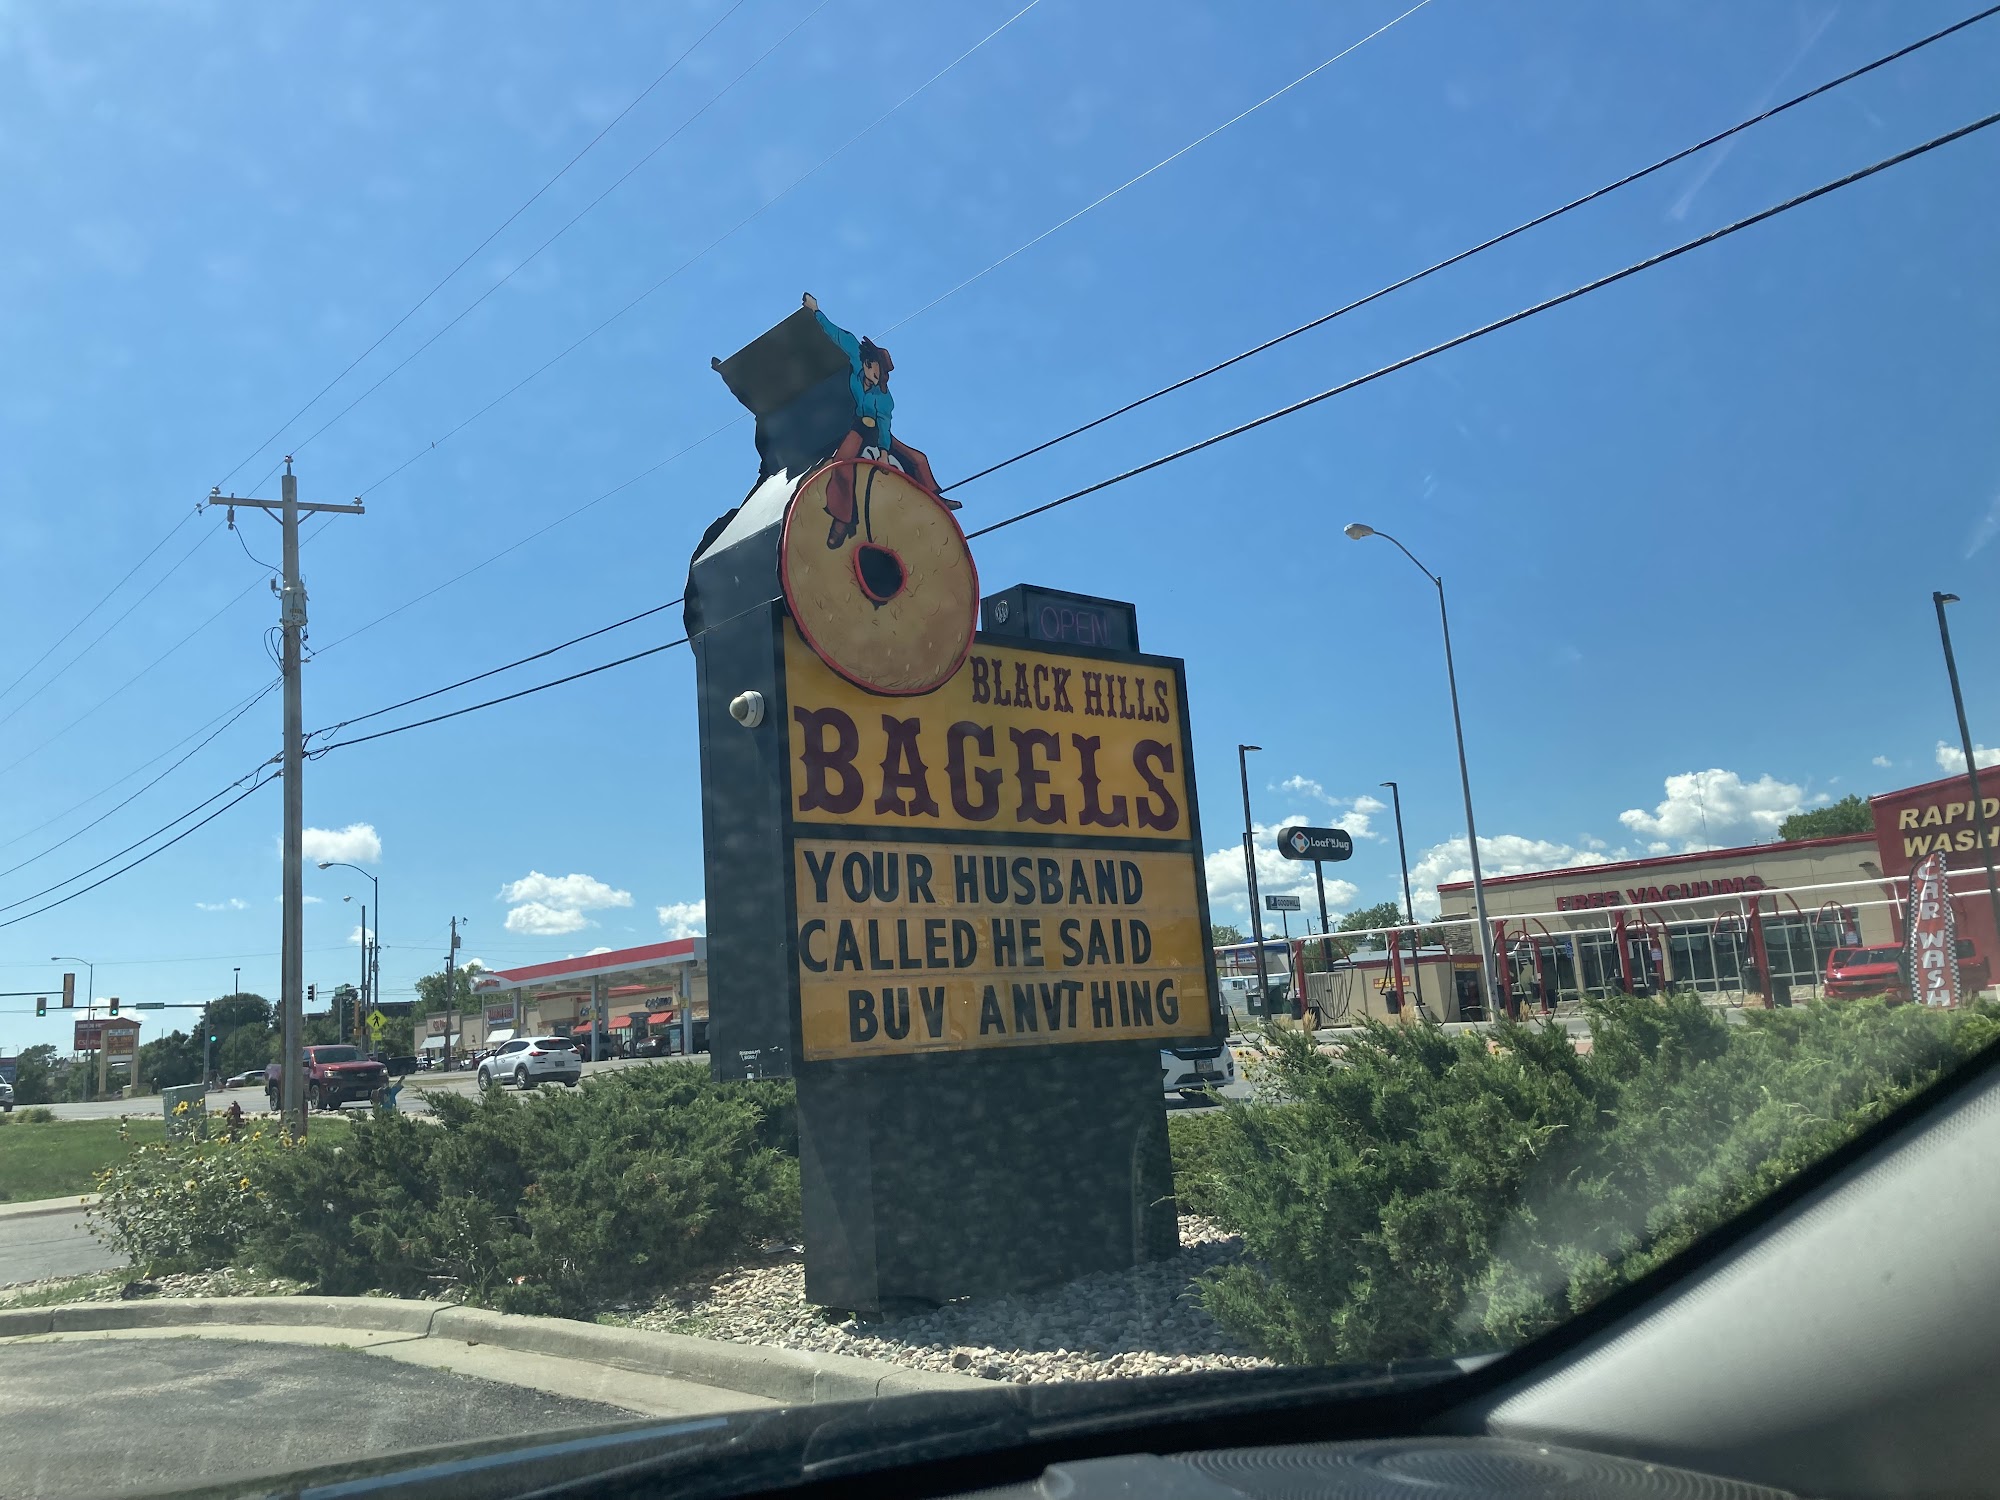 OPEN!
BLACK HILLS
BAGELS
YOUR HUSBAND
CALLED HE SAID
BUV ANVTHING
Loaf 'N Jug
GOODWILL
FREE VACUUMS
RAPID
WASH
CAR WASH